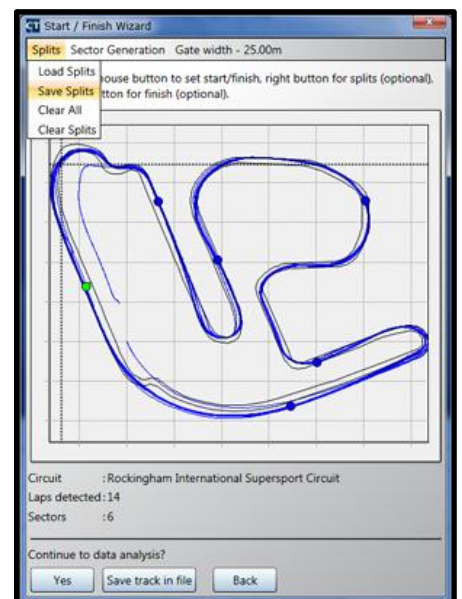 CT Start / Finish Wizard
Splits Sector Generation Gate width - 25.00m
Load Splits
Save Splits
Clear All
Clear Splits
ouse button to set start/finish, right button for splits (optional).
tton for finish (optional).
Circuit :Rockingham International Supersport Circuit
Laps detected:14
Sectors :6
Continue to data analysis?
Yes Save track in file Back